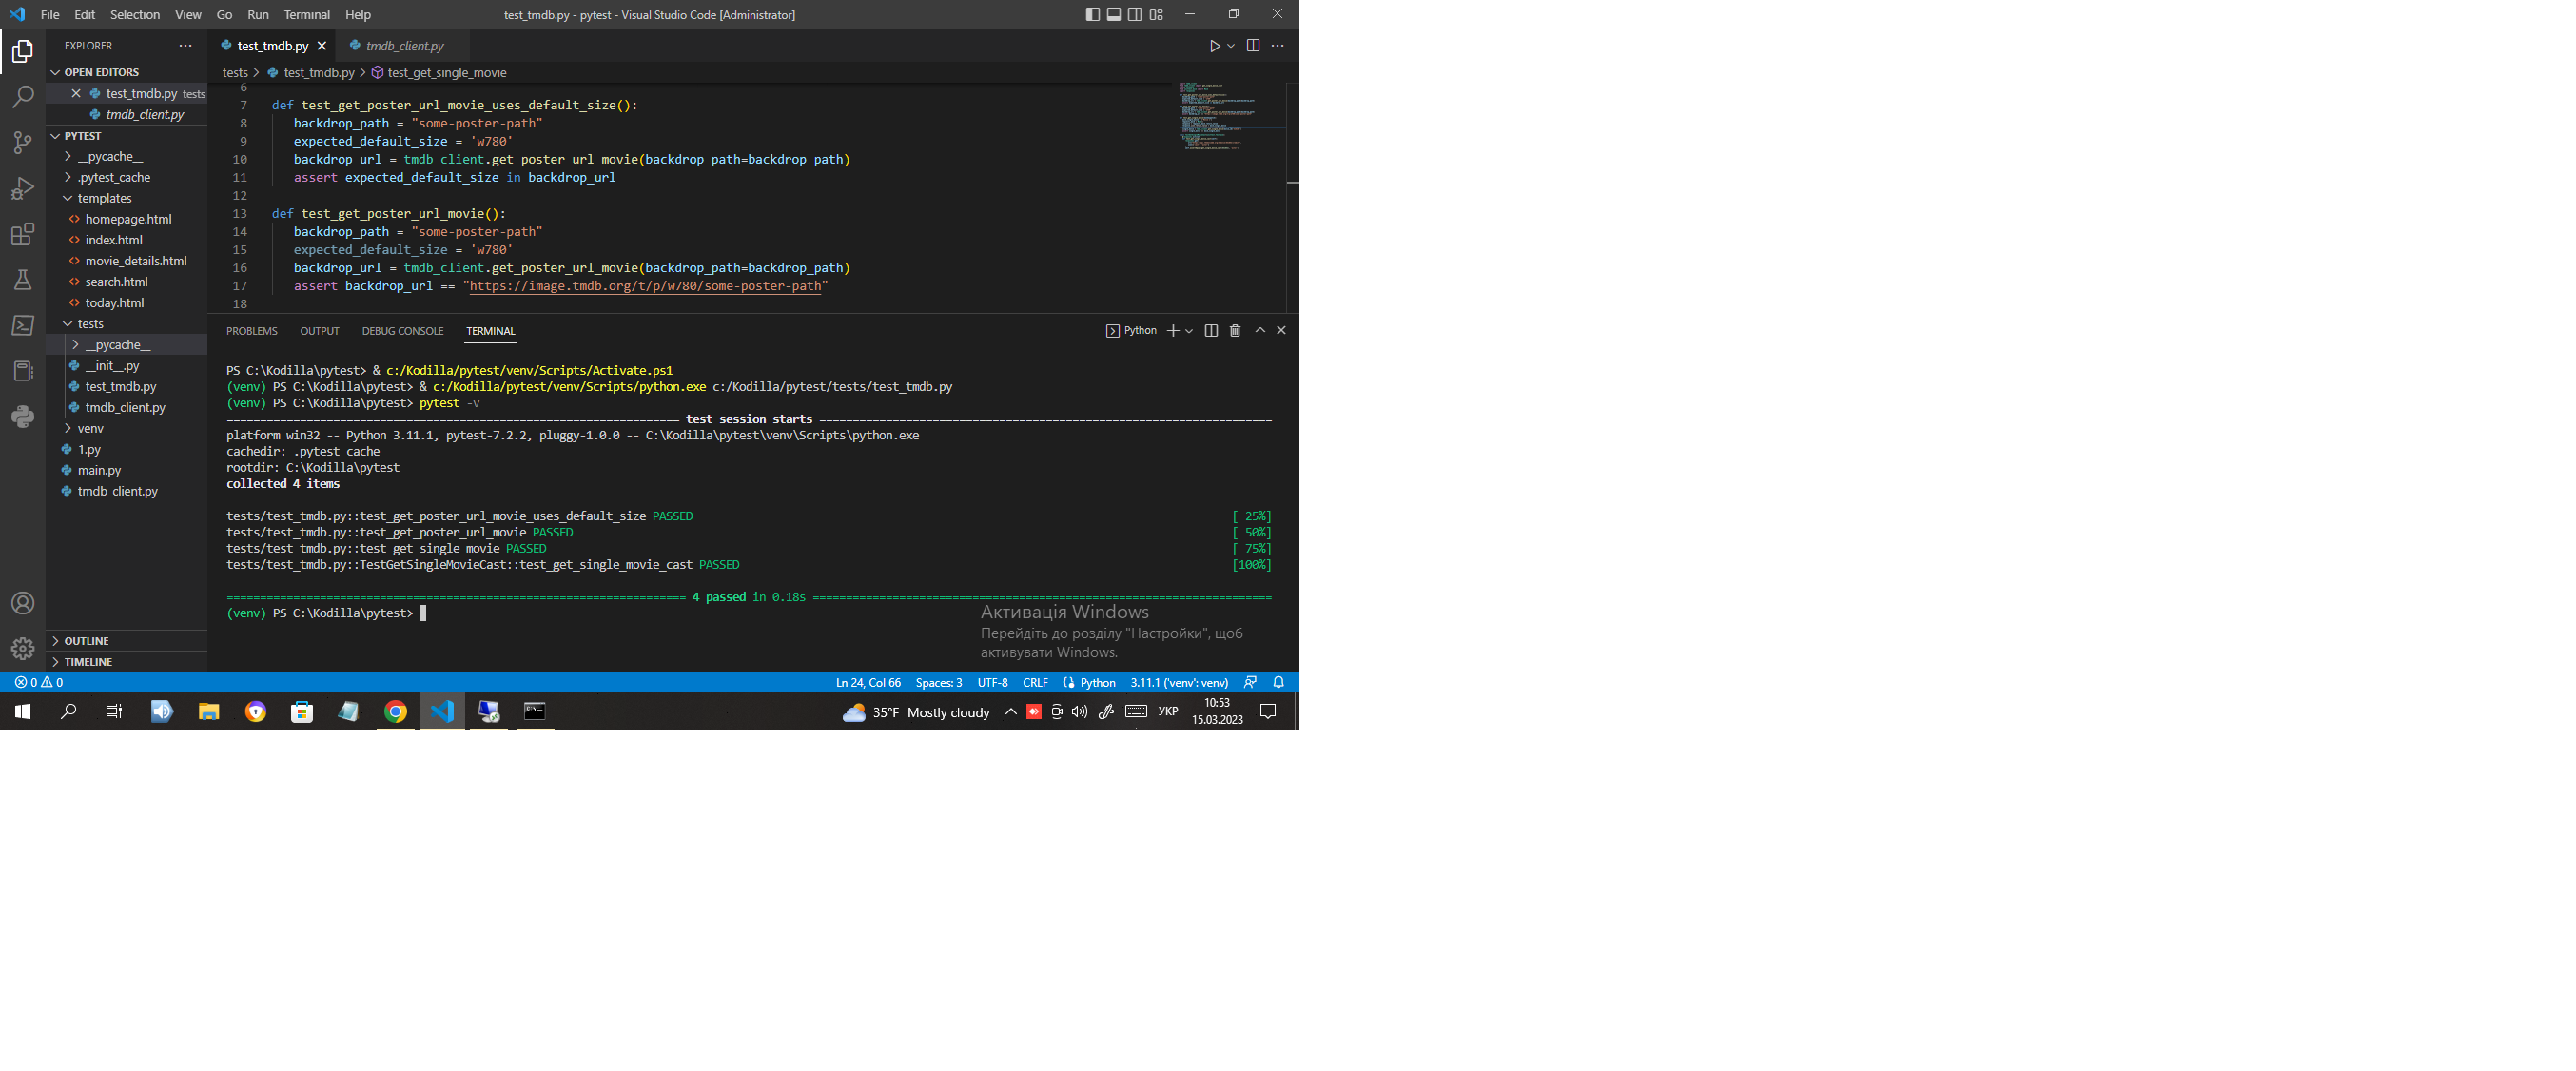 File Edit Selection View Go Run Terminal Help
test_tmdb.py - pytest - Visual Studio Code [Administrator]
EXPLORER
OPEN EDITORS
test_tmdb.py tests
tmdb_client.py
PYTEST
__pycache__
.pytest_cache
templates
homepage.html
index.html
movie_details.html
search.html
today.html
tests
__pycache__
__init__.py
test_tmdb.py
tmdb_client.py
venv
1.py
main.py
tmdb_client.py
OUTLINE
TIMELINE
test_tmdb.py tmdb_client.py
tests > test_tmdb.py > test_get_single_movie
6
7 def test_get_poster_url_movie_uses_default_size():
8 backdrop_path = "some-poster-path"
9 expected_default_size = 'w780'
10 backdrop_url = tmdb_client.get_poster_url_movie(backdrop_path=backdrop_path)
11 assert expected_default_size in backdrop_url
12
13 def test_get_poster_url_movie():
14 backdrop_path = "some-poster-path"
15 expected_default_size = 'w780'
16 backdrop_url = tmdb_client.get_poster_url_movie(backdrop_path=backdrop_path)
17 assert backdrop_url == "https://image.tmdb.org/t/p/w780/some-poster-path"
18
PROBLEMS OUTPUT DEBUG CONSOLE TERMINAL
Python
PS C:\Kodilla\pytest> & c:/Kodilla/pytest/venv/Scripts/Activate.ps1
(venv) PS C:\Kodilla\pytest> & c:/Kodilla/pytest/venv/Scripts/python.exe c:/Kodilla/pytest/tests/test_tmdb.py
(venv) PS C:\Kodilla\pytest> pytest -v
==================================================================== test session starts ====================================================================
platform win32 -- Python 3.11.1, pytest-7.2.2, pluggy-1.0.0 -- C:\Kodilla\pytest\venv\Scripts\python.exe
cachedir: .pytest_cache
rootdir: C:\Kodilla\pytest
collected 4 items
tests/test_tmdb.py::test_get_poster_url_movie_uses_default_size PASSED [ 25%]
tests/test_tmdb.py::test_get_poster_url_movie PASSED [ 50%]
tests/test_tmdb.py::test_get_single_movie PASSED [ 75%]
tests/test_tmdb.py::TestGetSingleMovieCast::test_get_single_movie_cast PASSED [100%]
===================================================================== 4 passed in 0.18s =====================================================================
(venv) PS C:\Kodilla\pytest>
Активація Windows
Перейдіть до розділу "Настройки", щоб
активувати Windows.
0 0
Ln 24, Col 66 Spaces: 3 UTF-8 CRLF Python 3.11.1 ('venv': venv)
35°F Mostly cloudy
УКР
10:53
15.03.2023